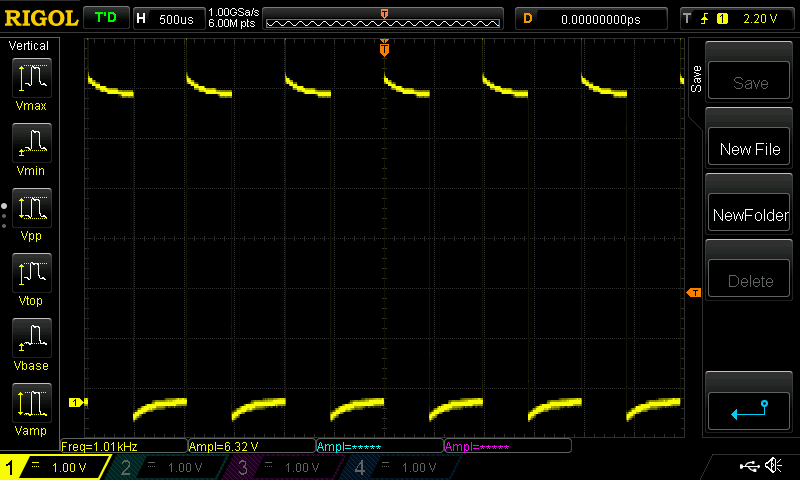 RIGOL T'D H 500us 1.00GSa/s 6.00M pts T D 0.00000000ps T 1 2.20 V
T
Vertical
Vmax
Vmin
Vpp
Vtop
Vbase
Vamp
Save
Save
New File
NewFolder
Delete
T
1
Freq=1.01kHz Ampl=6.32 V Ampl=***** Ampl=*****
1 1.00 V 2 1.00 V 3 1.00 V 4 1.00 V